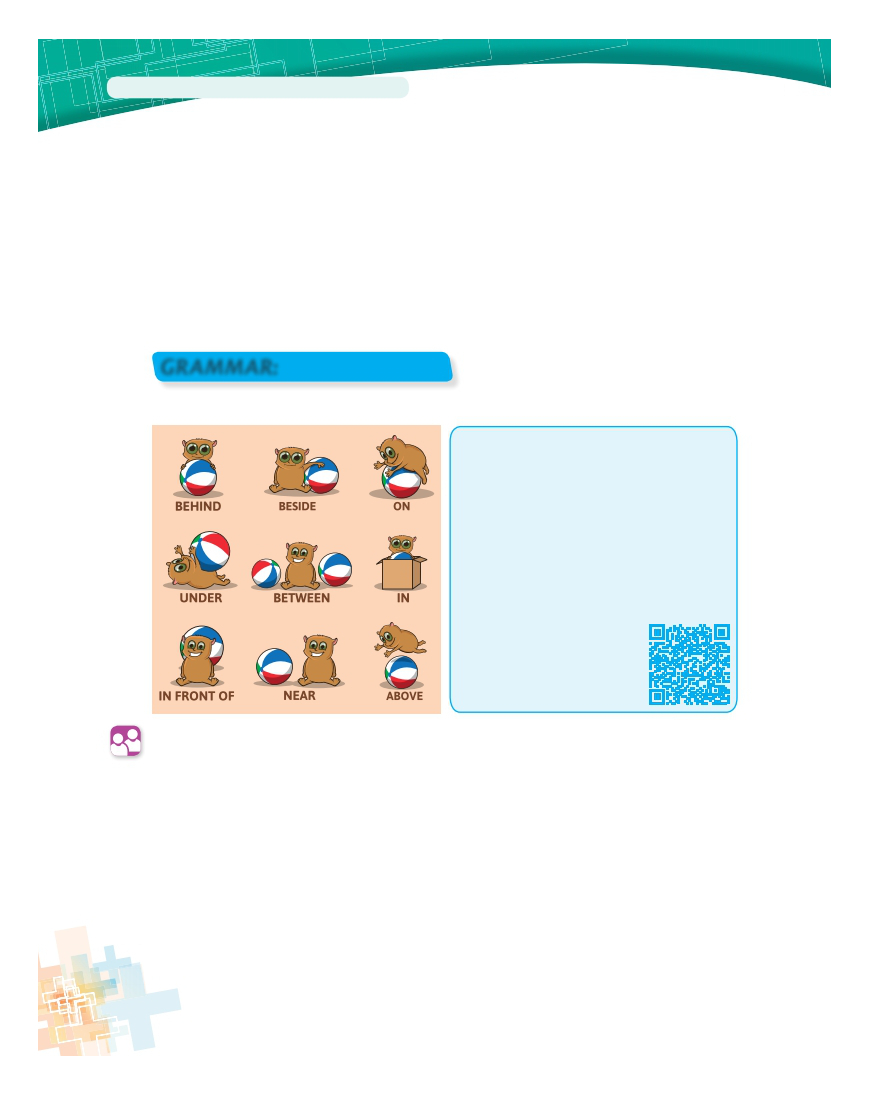 GRAMMAR:
BEHIND
BESIDE
ON
UNDER
BETWEEN
IN
IN FRONT OF
NEAR
ABOVE